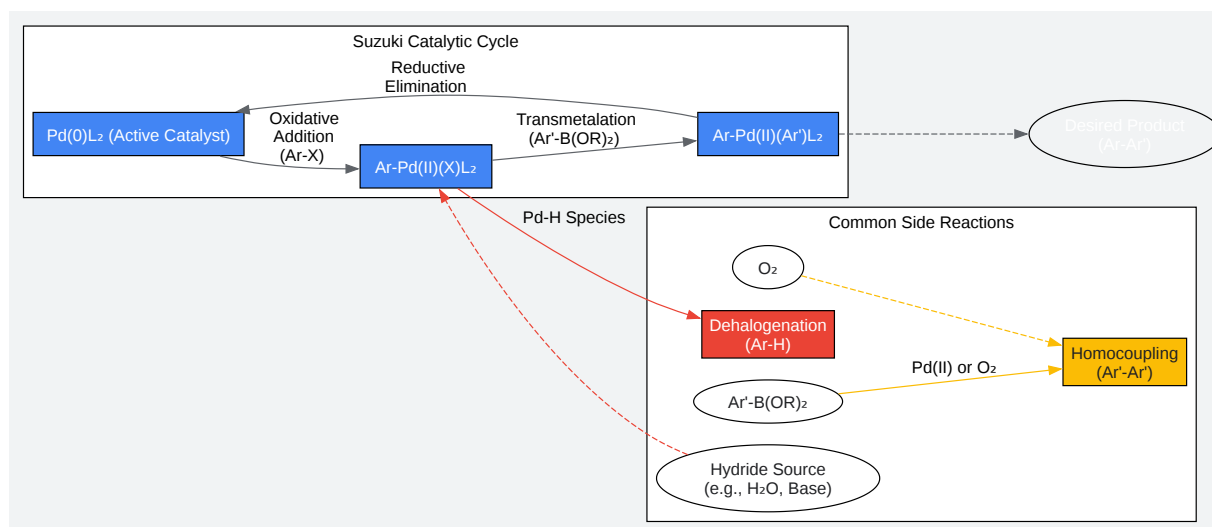 Suzuki Catalytic Cycle
Reductive
Elimination
Pd(0)L₂ (Active Catalyst)
Oxidative
Addition
(Ar-X)
Ar-Pd(II)(X)L₂
Transmetalation
(Ar'-B(OR)₂)
Ar-Pd(II)(Ar')L₂
Desired Product
(Ar-Ar')
Pd-H Species
Common Side Reactions
O₂
Dehalogenation
(Ar-H)
Homocoupling
(Ar'-Ar')
Pd(II) or O₂
Ar'-B(OR)₂
Hydride Source
(e.g., H₂O, Base)